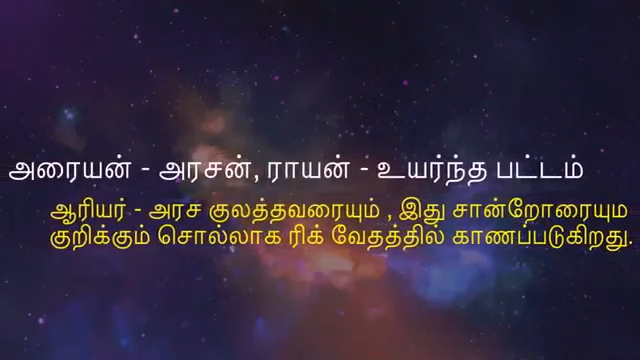 அரையன் - அரசன், ராயன் - உயர்ந்த பட்டம்
ஆரியர் - அரச குலத்தவரையும் , இது சான்றோரையும
குறிக்கும் சொல்லாக ரிக் வேதத்தில் காணப்படுகிறது.